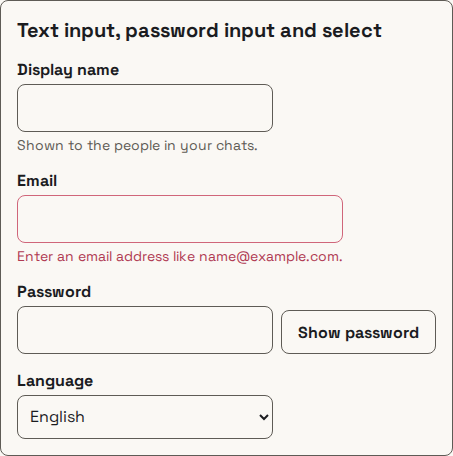 Text input, password input and select
Display name
Shown to the people in your chats.
Email
Enter an email address like name@example.com.
Password
Show password
Language
English